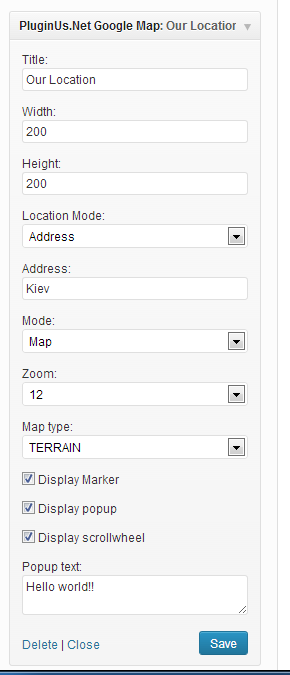 PluginUs.Net Google Map: Our Location
Title:
Our Location
Width:
200
Height:
200
Location Mode:
Address
Address:
Kiev
Mode:
Map
Zoom:
12
Map type:
TERRAIN
Display Marker
Display popup
Display scrollwheel
Popup text:
Hello world!!
Delete | Close
Save